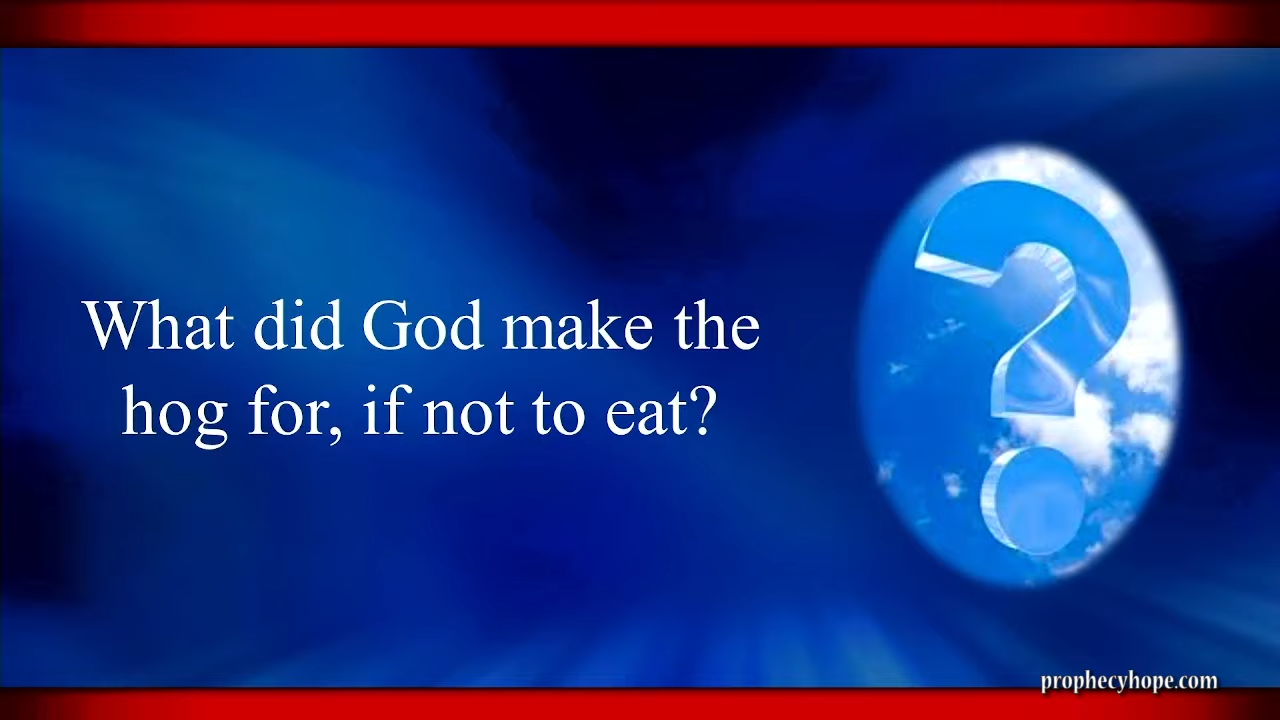 What did God make the
hog for, if not to eat?
prophecyhope.com